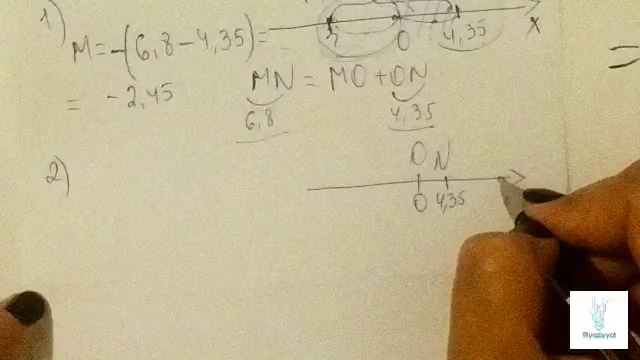 1)
0
4,35
x
M=-(6,8-4,35)=
= -2,45
MN = MO+ON
6,8
4,35
2)
O N
0 4,35
Riyaziyyat